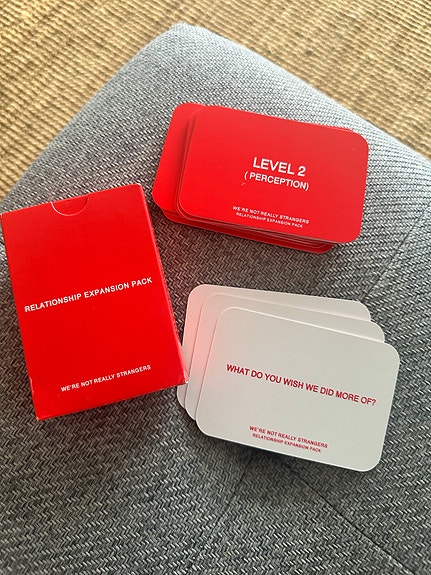 LEVEL 2
( PERCEPTION)
WE'RE NOT REALLY STRANGERS
RELATIONSHIP EXPANSION PACK
RELATIONSHIP EXPANSION PACK
WE'RE NOT REALLY STRANGERS
WHAT DO YOU WISH WE DID MORE OF?
WE'RE NOT REALLY STRANGERS
RELATIONSHIP EXPANSION PACK